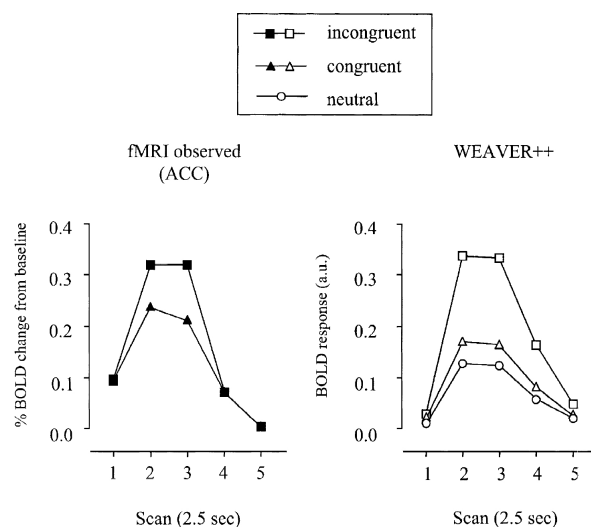 incongruent
congruent
neutral
fMRI observed
(ACC)
WEAVER++
% BOLD change from baseline
0.4
0.3
0.2
0.1
0.0
1 2 3 4 5
Scan (2.5 sec)
BOLD response (a.u.)
0.4
0.3
0.2
0.1
0.0
1 2 3 4 5
Scan (2.5 sec)